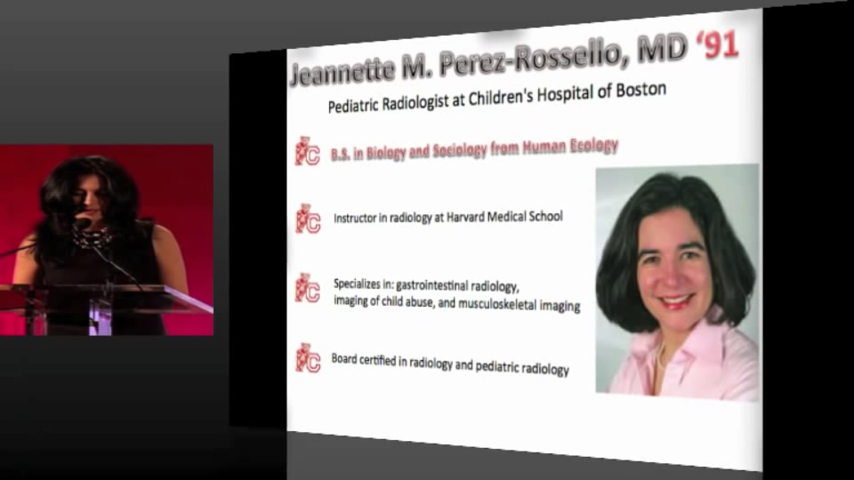 Jeannette M. Perez-Rossello, MD '91
Pediatric Radiologist at Children's Hospital of Boston
B.S. in Biology and Sociology from Human Ecology
Instructor in radiology at Harvard Medical School
Specializes in: gastrointestinal radiology,
imaging of child abuse, and musculoskeletal imaging
Board certified in radiology and pediatric radiology